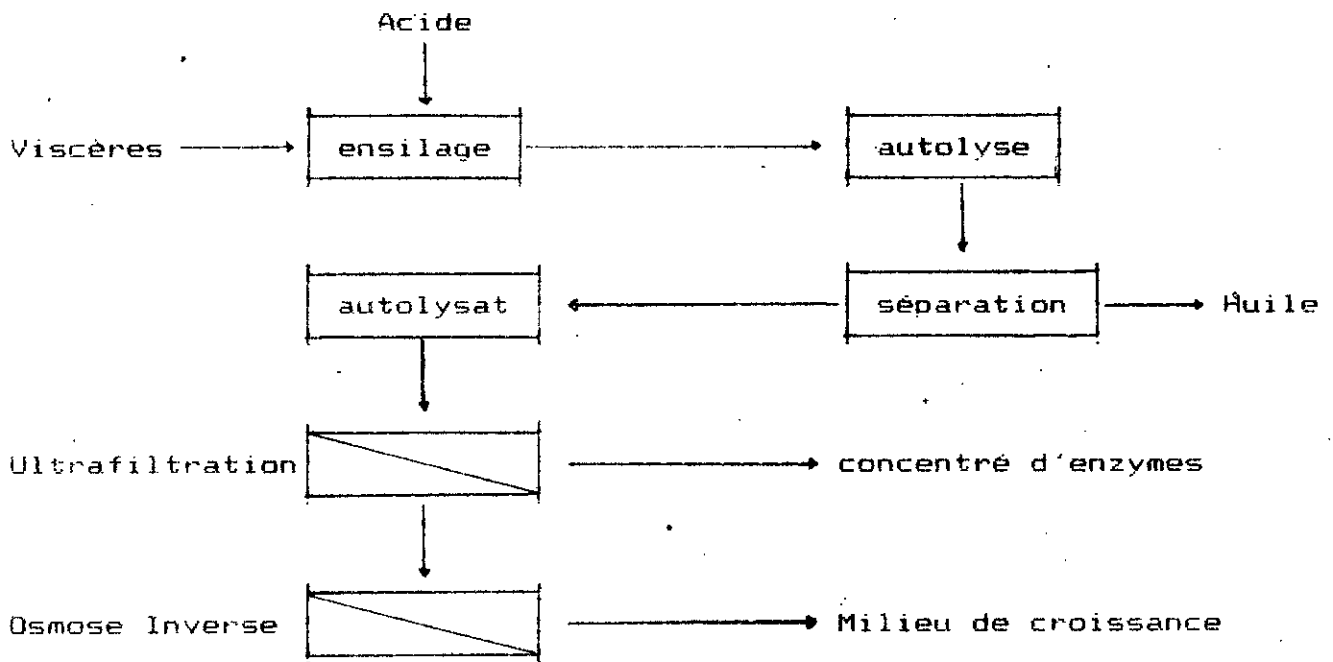 Acide
Viscères ensilage autolyse
autolysat séparation Huile
Ultrafiltration concentré d'enzymes
Osmose Inverse Milieu de croissance